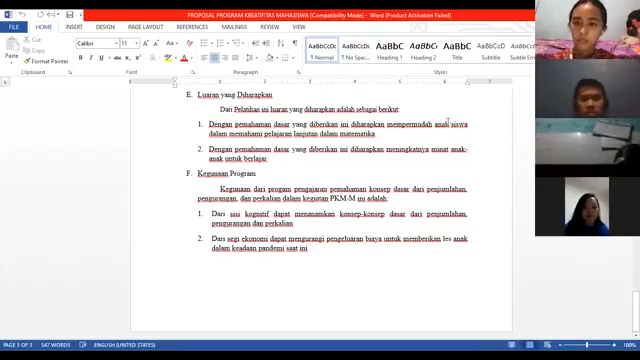 PROPOSAL PROGRAM KREATIFITAS MAHASISWA [Compatibility Mode] - Word (Product Activation Failed)
FILE HOME INSERT DESIGN PAGE LAYOUT REFERENCES MAILINGS REVIEW VIEW
Cut
Copy
Format Painter
Paste
Clipboard
Calibri 11
Font
Paragraph
AaBbCcDc AaBbCcDc AaBbC AaBbCc AaBbC AaBbCcD AaBbCcDc
¶ Normal ¶ No Spac... Heading 1 Heading 2 Title
Styles
E. Luaran yang Diharapkan
Dari Pelatihan ini luaran yang diharapkan adalah sebagai berikut:
1. Dengan pemahaman dasar yang diberikan ini diharapkan mempermudah anak sisya
dalam memahami pelajaran lanjutan dalam matematika
2. Dengan pemahaman dasar yang diberiken ini diharapkan meningkatnya minat anak-
anak untuk berlajar
F. Kegunaan Program
Kegunaan dari progam pengajaran pemahaman konsep dasar dari penjumlahan,
pengurangan, dan perkalian dalam kegiatan PKM-M ini adalah:
1. Dari sisi kognitif dapat menanamkan konsep-konsep dasar dari penjumlahan,
pengurangan dan perkalian
2. Dari segi ekonomi dapat mengurangi pengeluaran biaya untuk memberikan les anak
dalam keadaan pandemi saat ini
PAGE 3 OF 3 547 WORDS ENGLISH (UNITED STATES) 100%